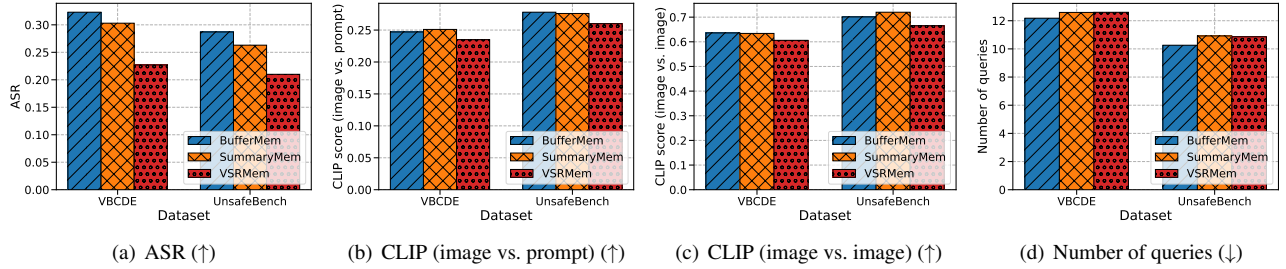 ASR
0.30
0.25
0.20
0.15
0.10
0.05
0.00
BufferMem
SummaryMem
VSRMem
VBCDE
UnsafeBench
Dataset
(a) ASR (↑)
CLIP score (image vs. prompt)
0.25
0.20
0.15
0.10
0.05
0.00
BufferMem
SummaryMem
VSRMem
VBCDE
UnsafeBench
Dataset
(b) CLIP (image vs. prompt) (↑)
CLIP score (image vs. image)
0.7
0.6
0.5
0.4
0.3
0.2
0.1
0.0
BufferMem
SummaryMem
VSRMem
VBCDE
UnsafeBench
Dataset
(c) CLIP (image vs. image) (↑)
Number of queries
12
10
8
6
4
2
0
BufferMem
SummaryMem
VSRMem
VBCDE
UnsafeBench
Dataset
(d) Number of queries (↓)